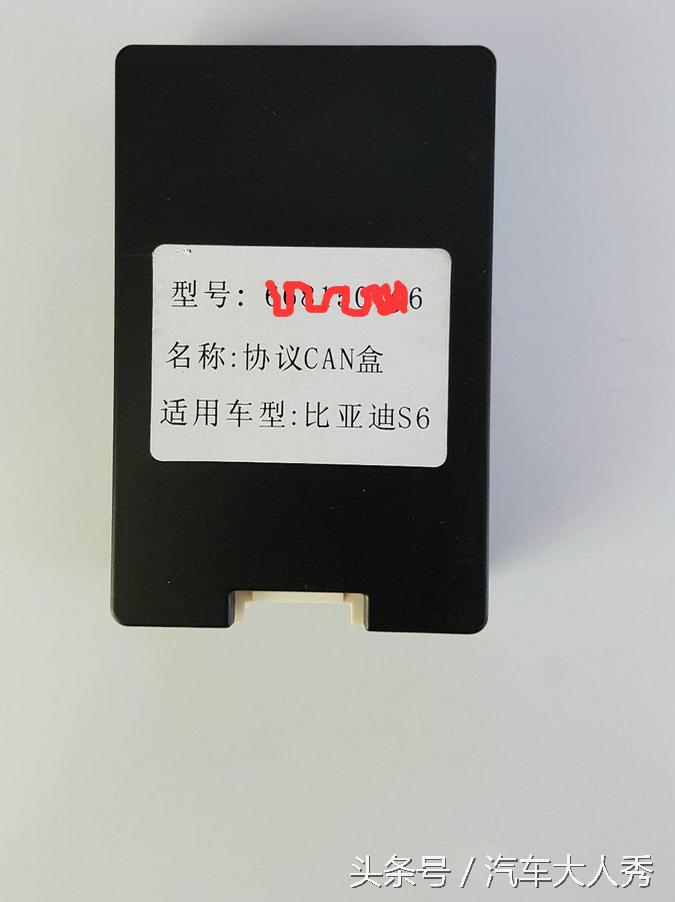 型号:
名称:协议CAN盒
适用车型:比亚迪S6
头条号 / 汽车大人秀